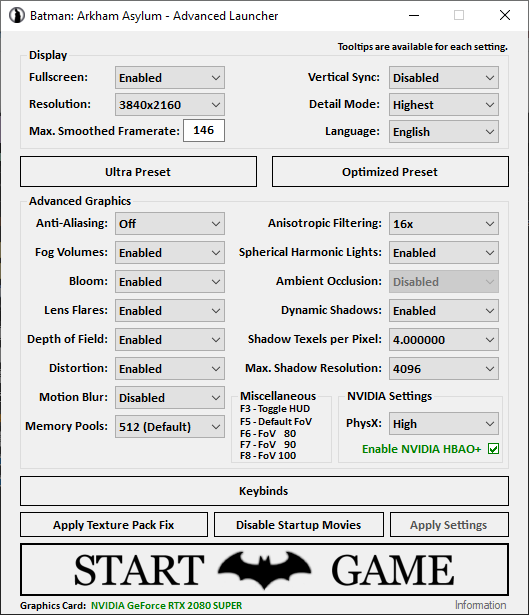 Batman: Arkham Asylum - Advanced Launcher
Tooltips are available for each setting.
Display
Fullscreen: Enabled Vertical Sync: Disabled
Resolution: 3840x2160 Detail Mode: Highest
Max. Smoothed Framerate: 146 Language: English
Ultra Preset Optimized Preset
Advanced Graphics
Anti-Aliasing: Off Anisotropic Filtering: 16x
Fog Volumes: Enabled Spherical Harmonic Lights: Enabled
Bloom: Enabled Ambient Occlusion: Disabled
Lens Flares: Enabled Dynamic Shadows: Enabled
Depth of Field: Enabled Shadow Texels per Pixel: 4.000000
Distortion: Enabled Max. Shadow Resolution: 4096
Motion Blur: Disabled
Memory Pools: 512 (Default)
Miscellaneous
F3 - Toggle HUD
F5 - Default FoV
F6 - FoV 80
F7 - FoV 90
F8 - FoV 100
NVIDIA Settings
PhysX: High
Enable NVIDIA HBAO+
Keybinds
Apply Texture Pack Fix Disable Startup Movies Apply Settings
START GAME
Graphics Card: NVIDIA GeForce RTX 2080 SUPER Information